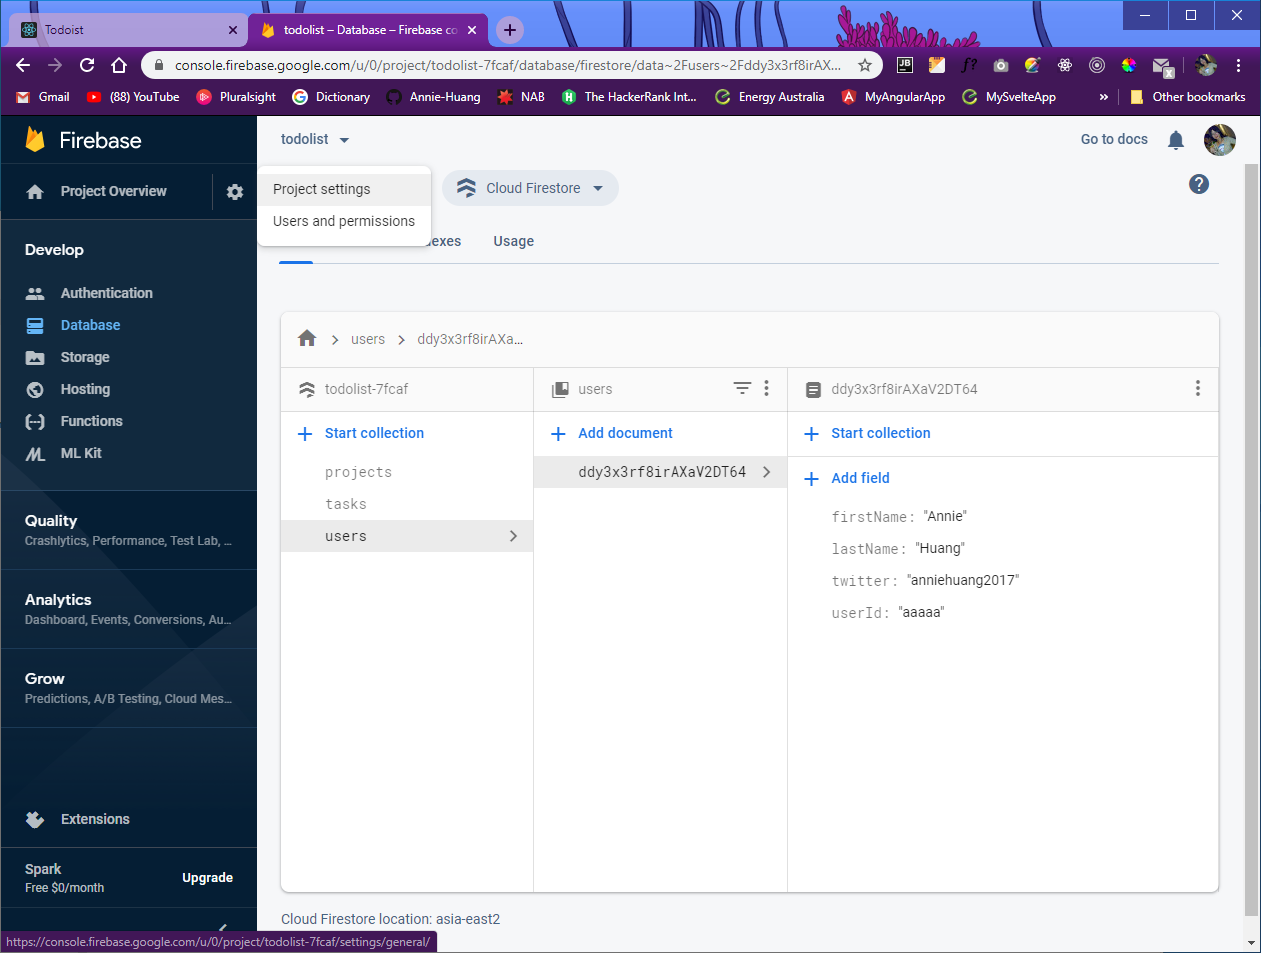 Todoist
todolist – Database – Firebase co
console.firebase.google.com/u/0/project/todolist-7fcaf/database/firestore/data~2Fusers~2Fddy3x3rf8irAX...
Gmail
(88) YouTube
Pluralsight
Dictionary
Annie-Huang
NAB
The HackerRank Int...
Energy Australia
MyAngularApp
MySvelteApp
»
Other bookmarks
Firebase
todolist
Go to docs
Project Overview
Project settings
Users and permissions
Cloud Firestore
exes
Usage
Develop
Authentication
Database
Storage
Hosting
Functions
ML Kit
Quality
Crashlytics, Performance, Test Lab, ...
Analytics
Dashboard, Events, Conversions, Au...
Grow
Predictions, A/B Testing, Cloud Mes...
Extensions
Spark
Free $0/month
Upgrade
users
ddy3x3rf8irAXa...
todolist-7fcaf
users
ddy3x3rf8irAXaV2DT64
Start collection
Add document
Start collection
projects
tasks
users
ddy3x3rf8irAXaV2DT64
Add field
firstName: "Annie"
lastName: "Huang"
twitter: "anniehuang2017"
userId: "aaaaa"
Cloud Firestore location: asia-east2
https://console.firebase.google.com/u/0/project/todolist-7fcaf/settings/general/